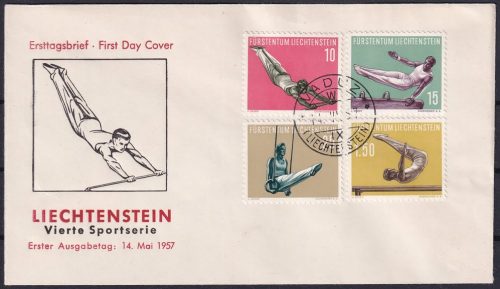 Ersttagsbrief · First Day Cover
LIECHTENSTEIN
Vierte Sportserie
Erster Ausgabetag: 14. Mai 1957
FÜRSTENTUM LIECHTENSTEIN
10
FÜRSTENTUM LIECHTENSTEIN
15
VADUZ
LIECHTENSTEIN
FÜRSTENTUM LIECHTENSTEIN
FÜRSTENTUM LIECHTENSTEIN
1.50